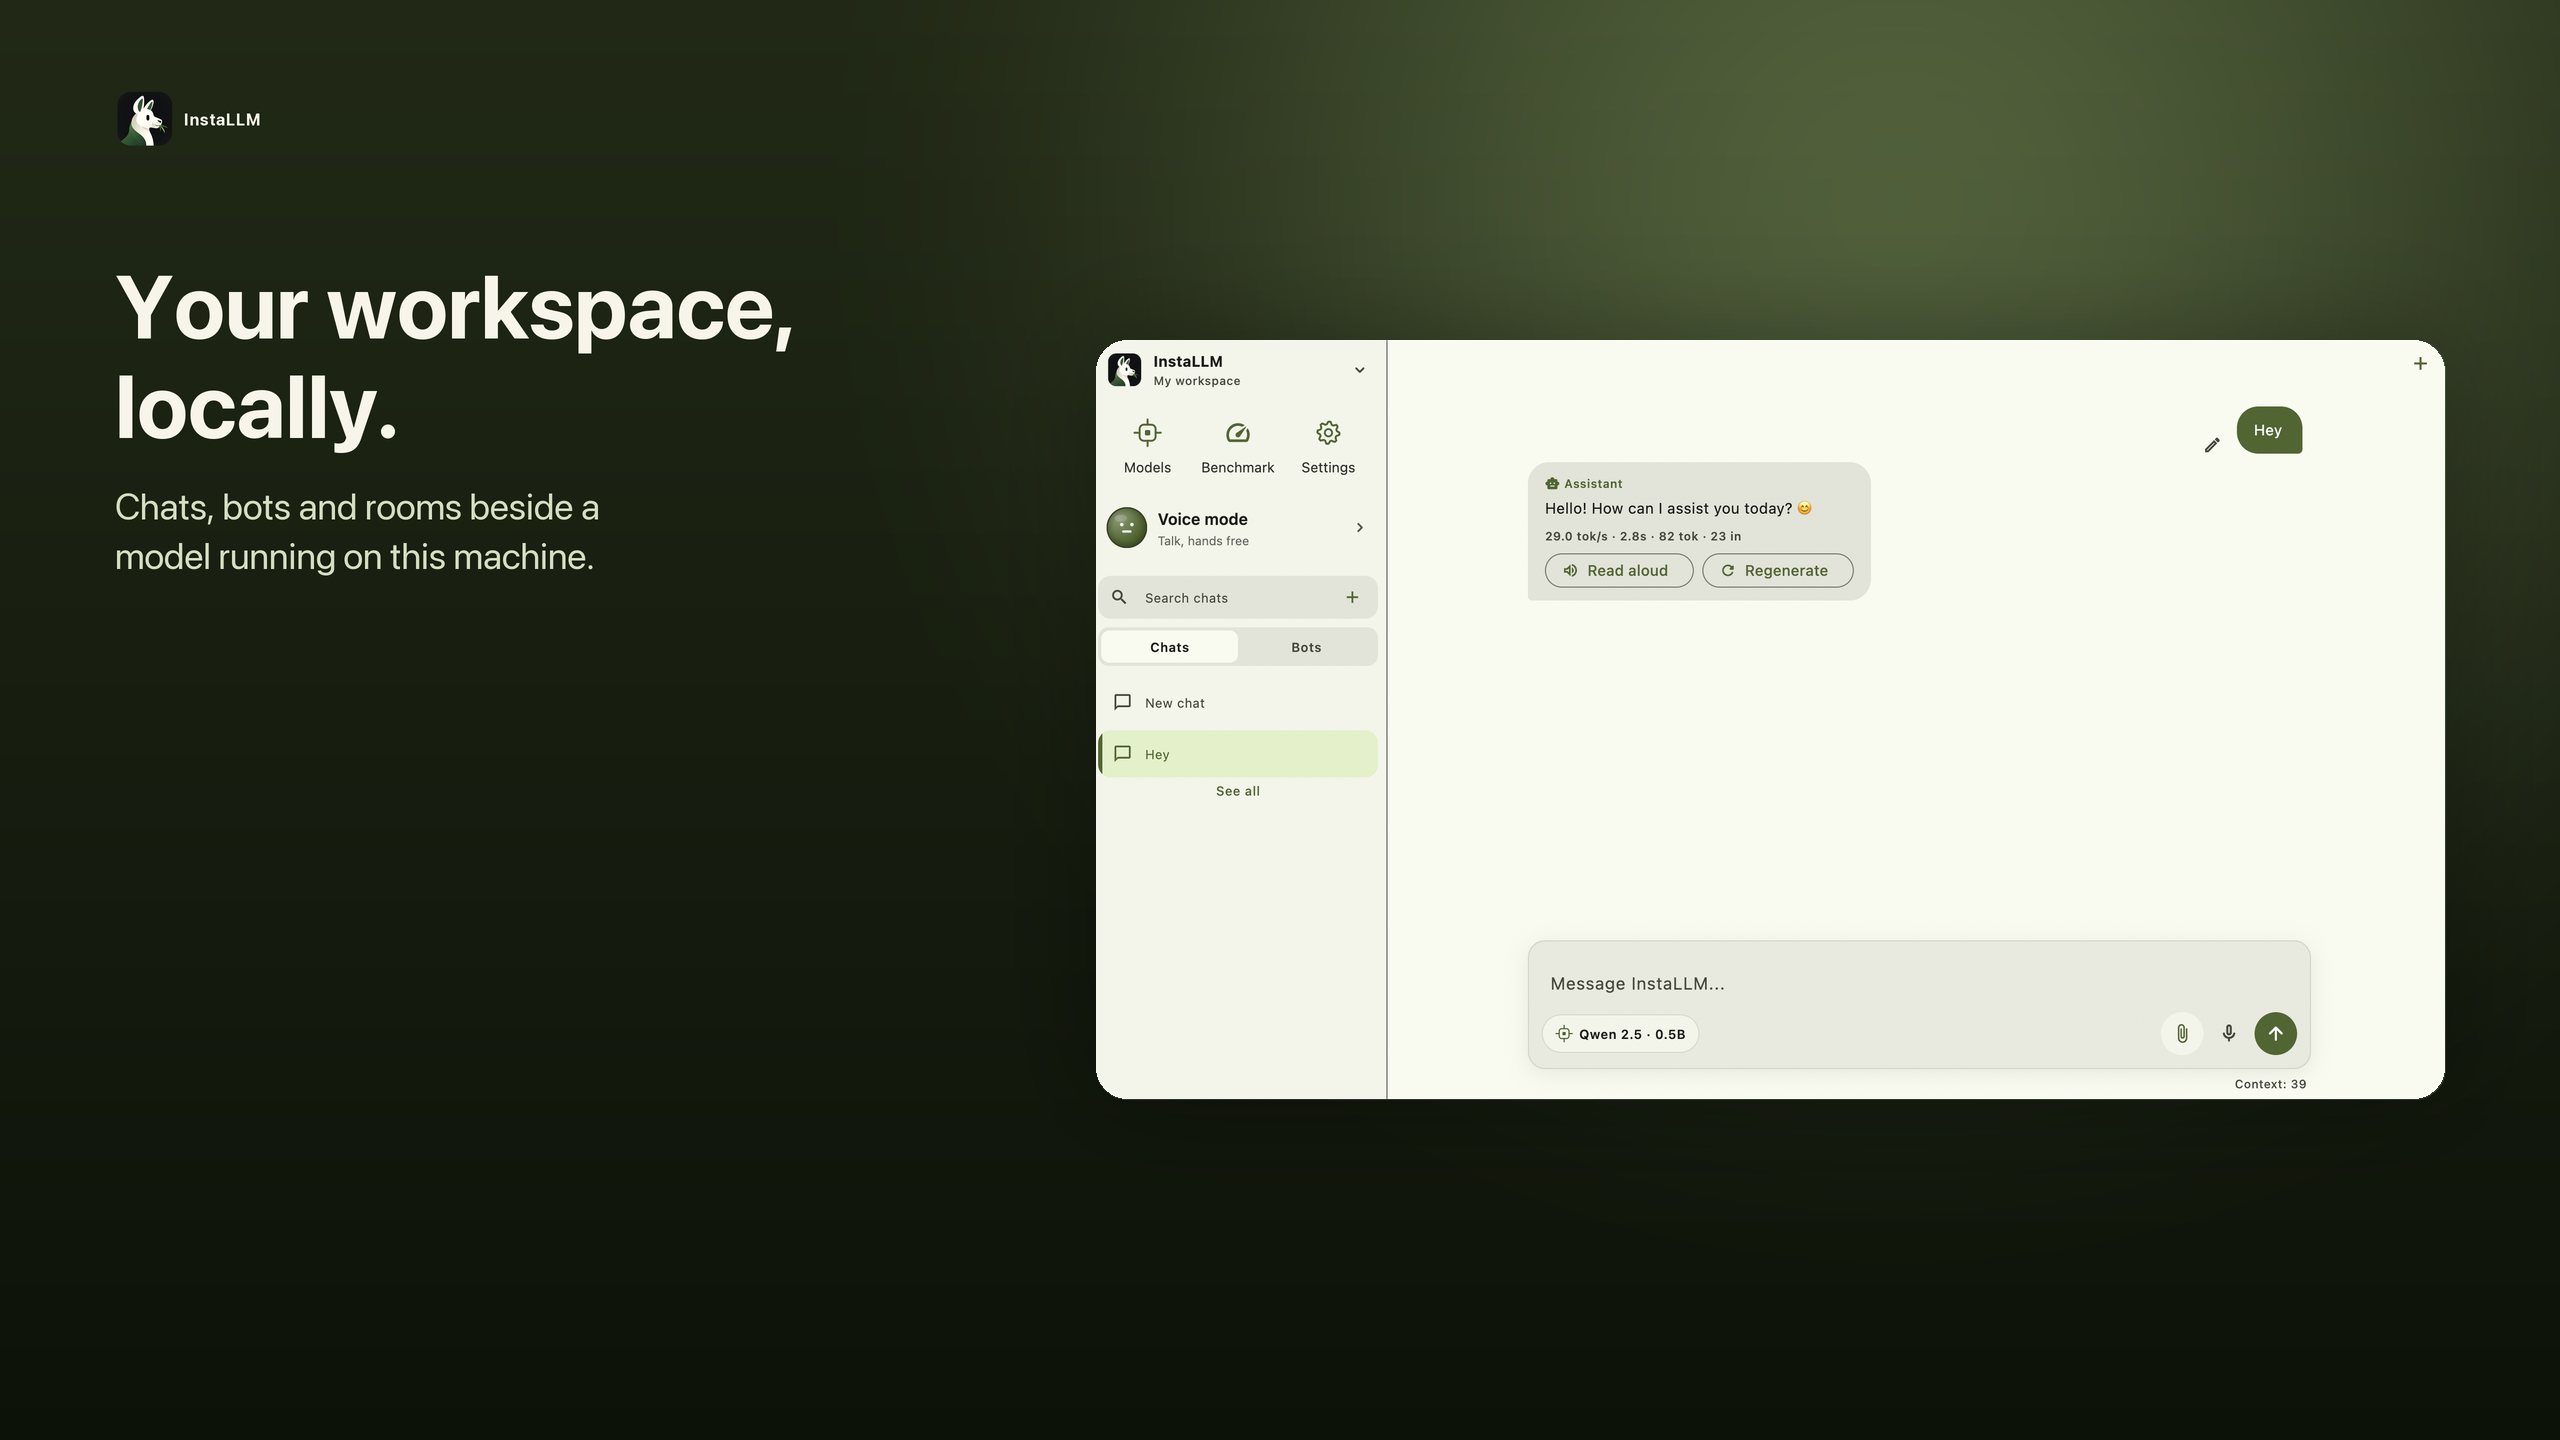 InstaLLM
Your workspace,
locally.
Chats, bots and rooms beside a
model running on this machine.
InstaLLM
My workspace
Models
Benchmark
Settings
Voice mode
Talk, hands free
Search chats
Chats
Bots
New chat
Hey
See all
Hey
Assistant
Hello! How can I assist you today? 😊
29.0 tok/s · 2.8s · 82 tok · 23 in
Read aloud
Regenerate
Message InstaLLM...
Qwen 2.5 · 0.5B
Context: 39